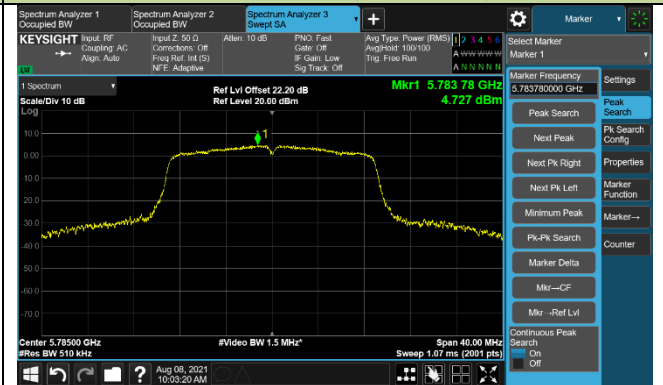 Spectrum Analyzer 1
Occupied BW
Spectrum Analyzer 2
Occupied BW
Spectrum Analyzer 3
Swept SA
+
Marker
KEYSIGHT
Input: RF
Coupling: AC
Align: Auto
Input Z: 50 Ω
Corrections: Off
Freq Ref: Int (S)
NFE: Adaptive
Atten: 10 dB
PNO: Fast
Gate: Off
IF Gain: Low
Sig Track: Off
Avg Type: Power (RMS)
Avg|Hold: 100/100
Trig: Free Run
1 2 3 4 5 6
A W W W W W
A N N N N N
LV
Select Marker
Marker 1
1 Spectrum
Scale/Div 10 dB
Log
Ref Lvl Offset 22.20 dB
Ref Level 20.00 dBm
Mkr1 5.783 78 GHz
4.727 dBm
1
10.0
0.00
-10.0
-20.0
-30.0
-40.0
-50.0
-60.0
-70.0
Center 5.78500 GHz
#Res BW 510 kHz
#Video BW 1.5 MHz*
Span 40.00 MHz
Sweep 1.07 ms (2001 pts)
Marker Frequency
5.783780000 GHz
Peak Search
Next Peak
Next Pk Right
Next Pk Left
Minimum Peak
Pk-Pk Search
Marker Delta
Mkr→CF
Mkr→Ref Lvl
Continuous Peak
Search
On
Off
Settings
Peak
Search
Pk Search
Config
Properties
Marker
Function
Marker→
Counter
?
Aug 08, 2021
10:03:20 AM